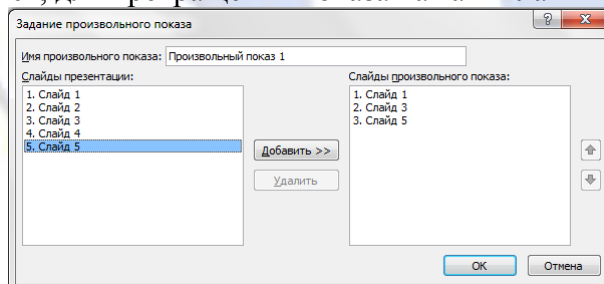 Задание произвольного показа
Имя произвольного показа: Произвольный показ 1
Слайды презентации:
1. Слайд 1
2. Слайд 2
3. Слайд 3
4. Слайд 4
5. Слайд 5
Добавить >>
Удалить
Слайды произвольного показа:
1. Слайд 1
2. Слайд 3
3. Слайд 5
ОК
Отмена